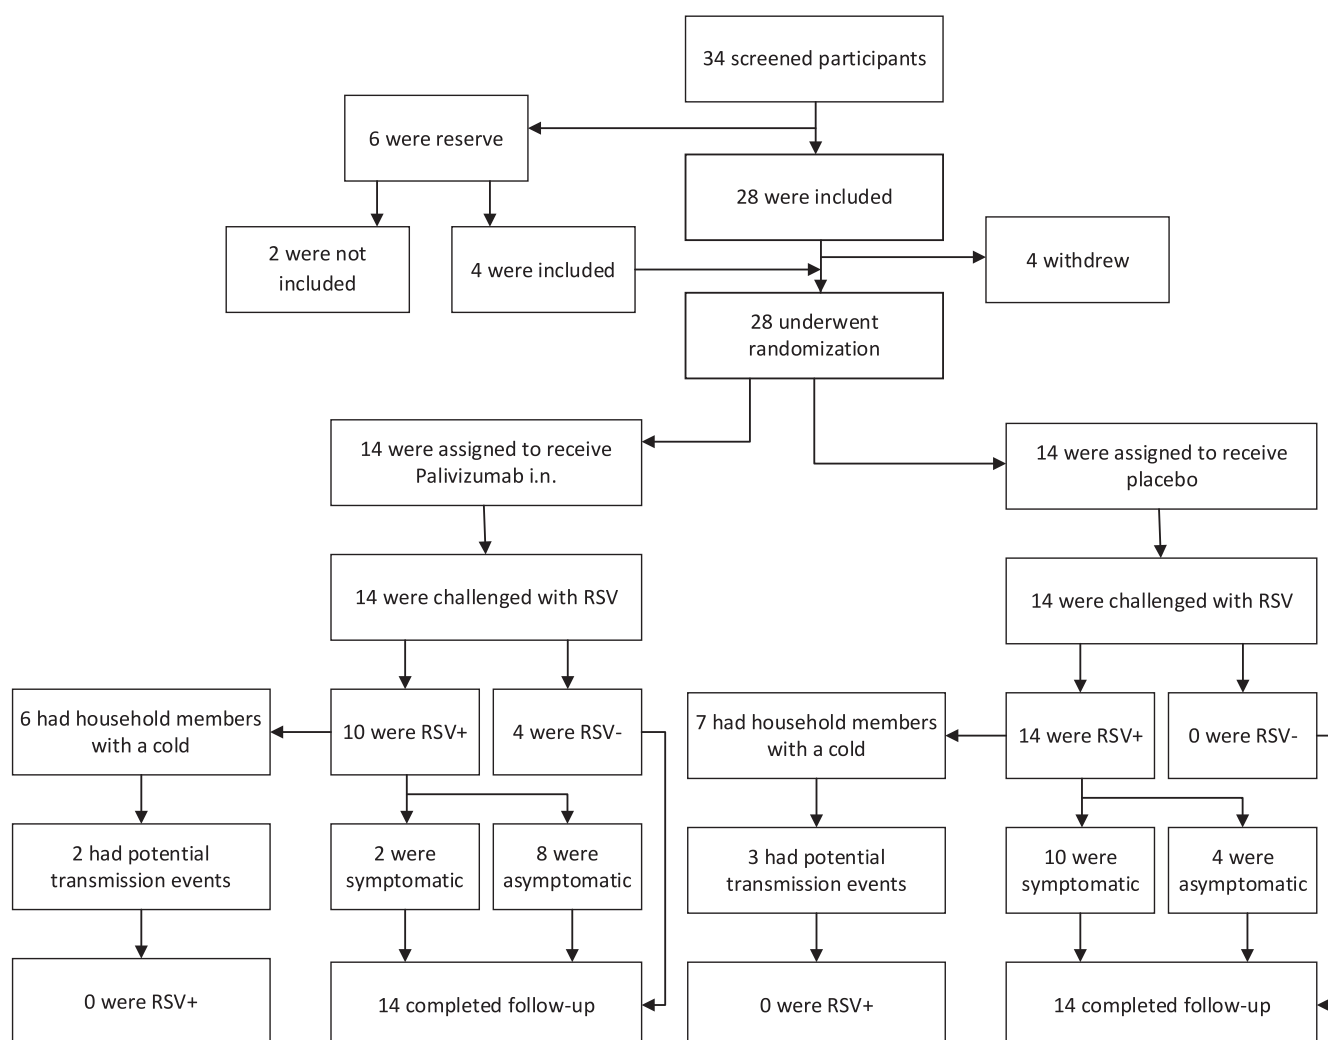 34 screened participants
6 were reserve
28 were included
2 were not
included
4 were included
4 withdrew
28 underwent
randomization
14 were assigned to receive
Palivizumab i.n.
14 were assigned to receive
placebo
14 were challenged with RSV
14 were challenged with RSV
6 had household members
with a cold
10 were RSV+
4 were RSV-
7 had household members
with a cold
14 were RSV+
0 were RSV-
2 had potential
transmission events
2 were
symptomatic
8 were
asymptomatic
3 had potential
transmission events
10 were
symptomatic
4 were
asymptomatic
0 were RSV+
14 completed follow-up
0 were RSV+
14 completed follow-up